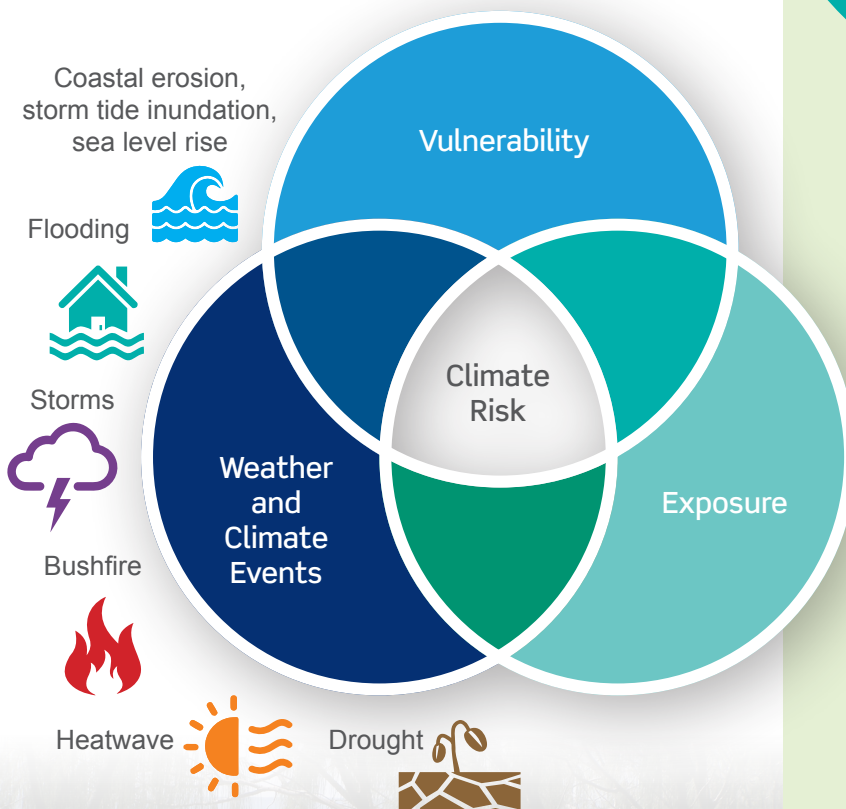 Coastal erosion,
storm tide inundation,
sea level rise
Vulnerability
Flooding
Storms
Climate
Risk
Weather
and
Climate
Events
Exposure
Bushfire
Heatwave
Drought